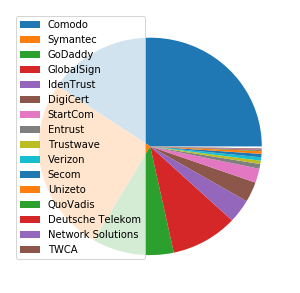 Comodo
Symantec
GoDaddy
GlobalSign
IdenTrust
DigiCert
StartCom
Entrust
Trustwave
Verizon
Secom
Unizeto
QuoVadis
Deutsche Telekom
Network Solutions
TWCA